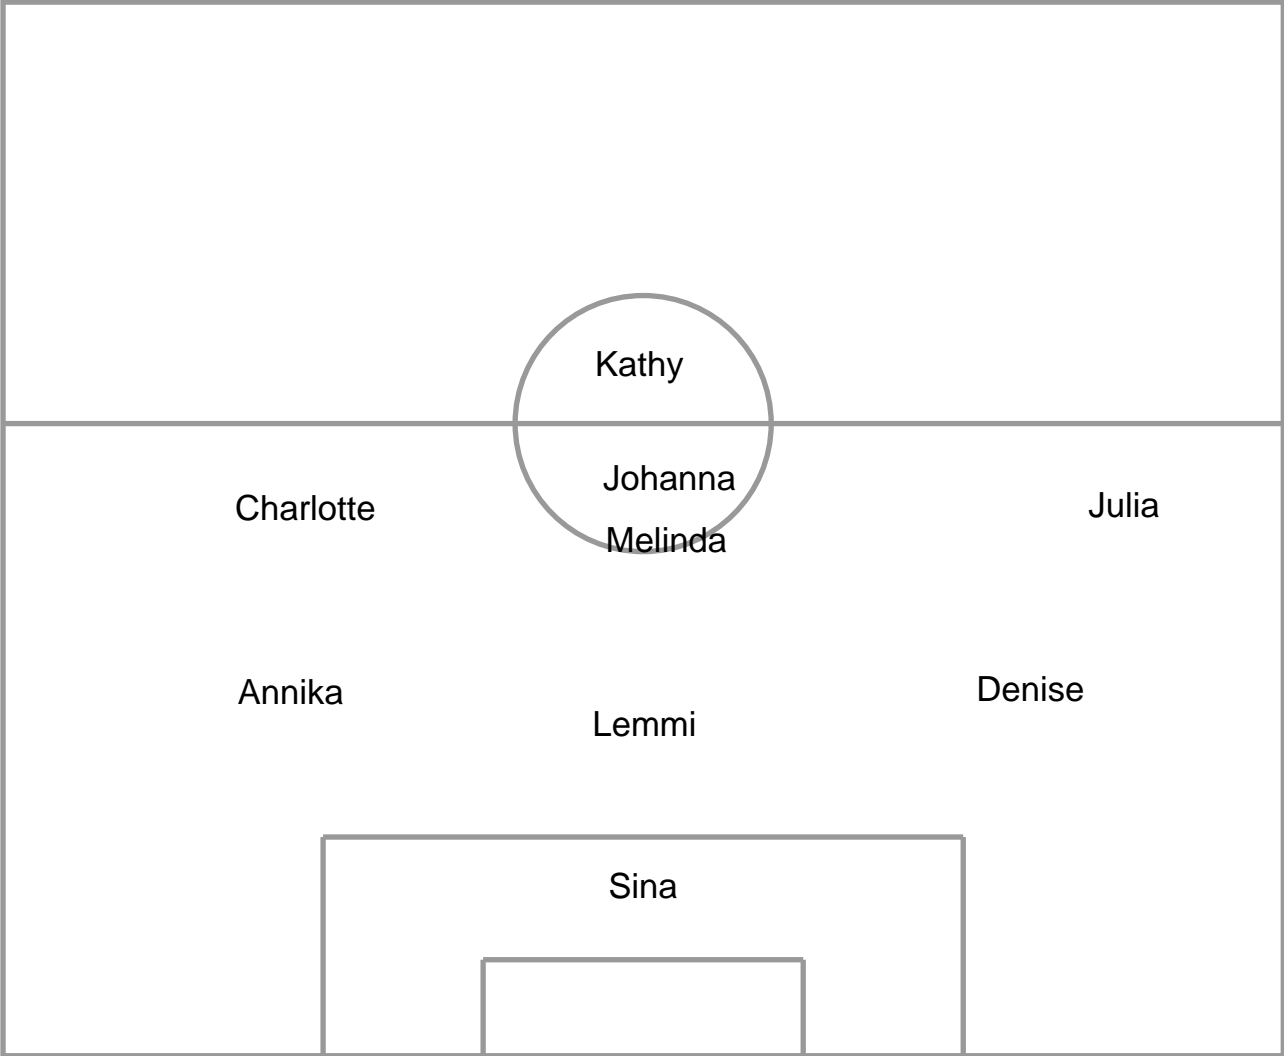 Kathy
Johanna
Charlotte
Julia
Melinda
Annika
Denise
Lemmi
Sina